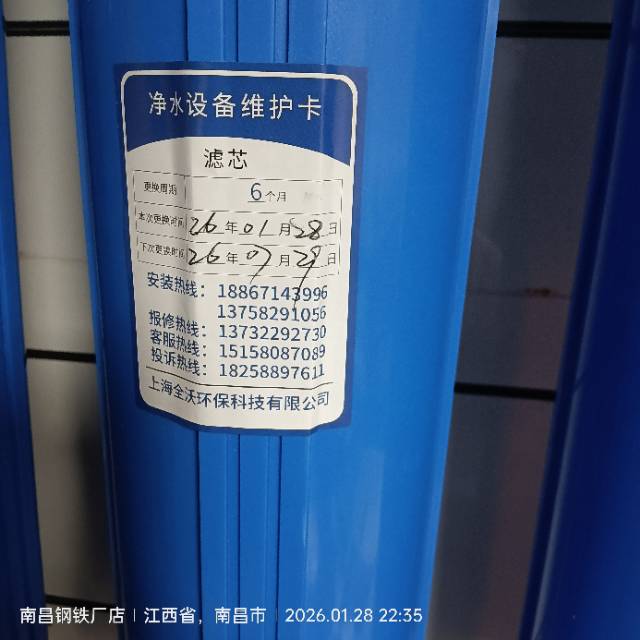 净水设备维护卡
滤芯
更换周期 6个月
本次更换时间 26年01月28日
下次更换时间 26年07月29日
安装热线：18867143996
13758291056
报修热线：13732292730
客服热线：15158087089
投诉热线：18258897611
上海全沃环保科技有限公司
南昌钢铁厂店 | 江西省，南昌市 | 2026.01.28 22:35